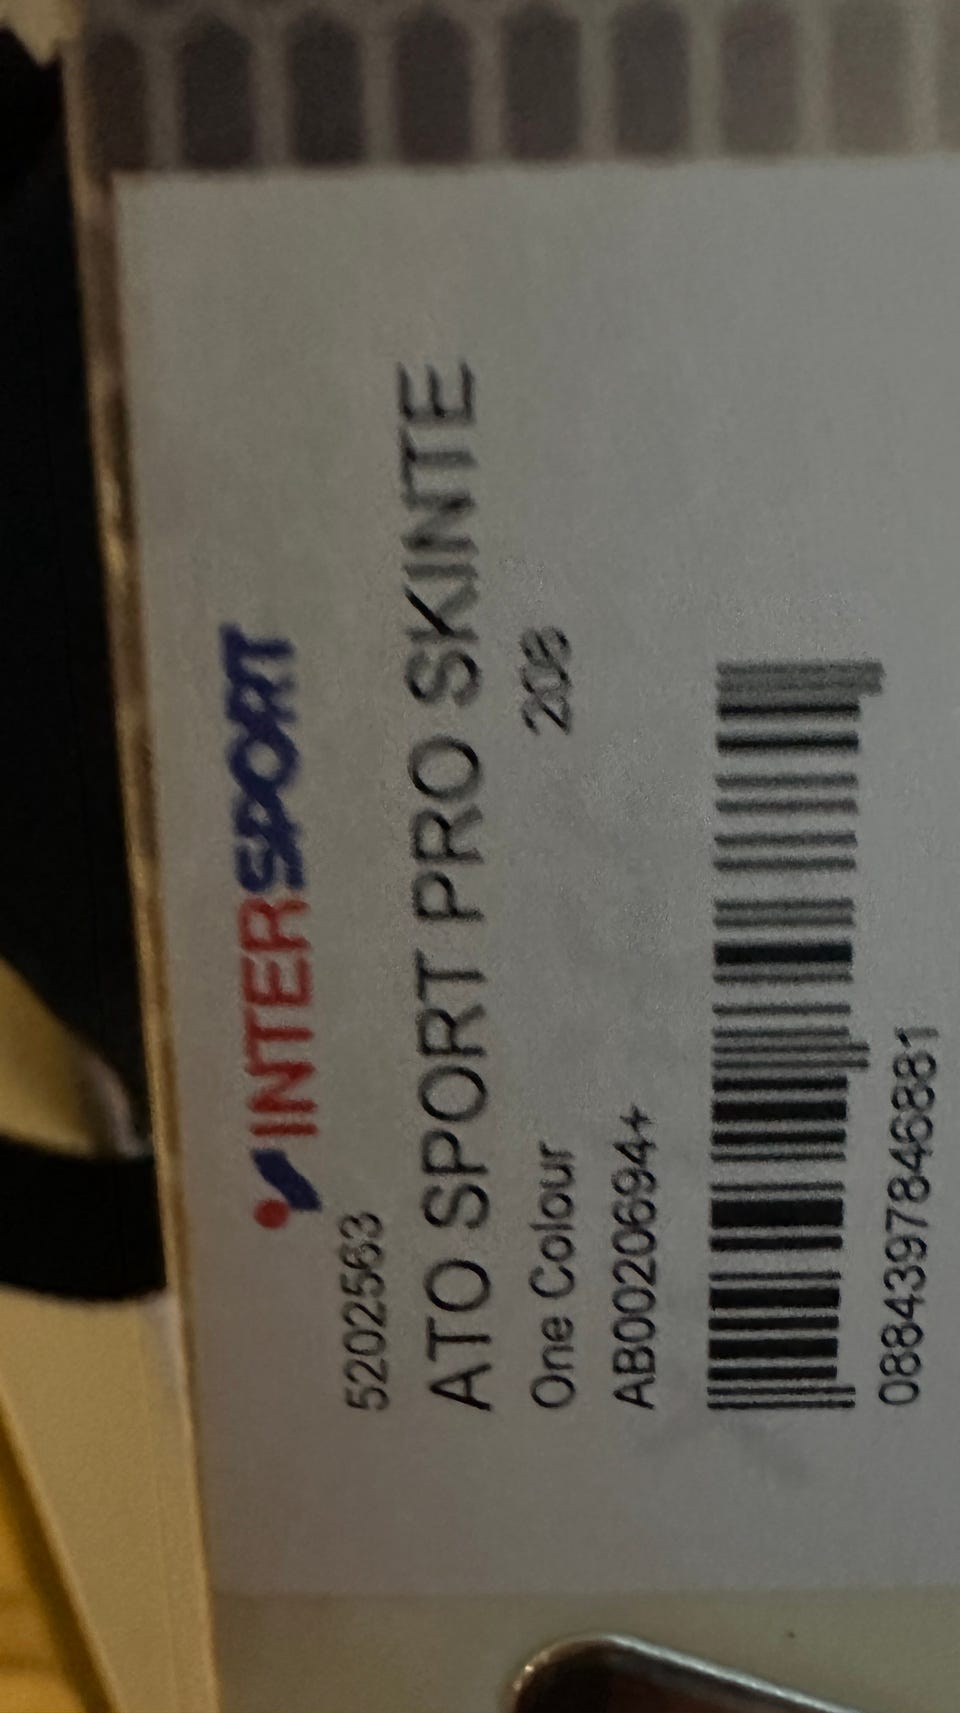 INTERSPORT
5202563
ATO SPORT PRO SKINTE
One Colour 208
AB0020694+
0884397846881